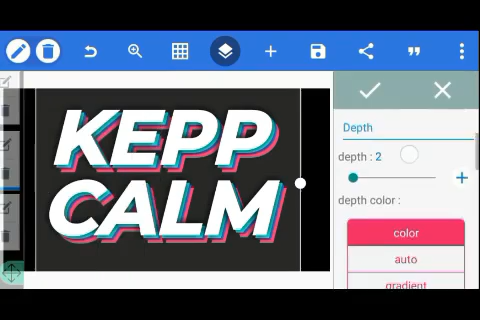 KEPP
CALM
Depth
depth : 2
depth color :
color
auto
gradient